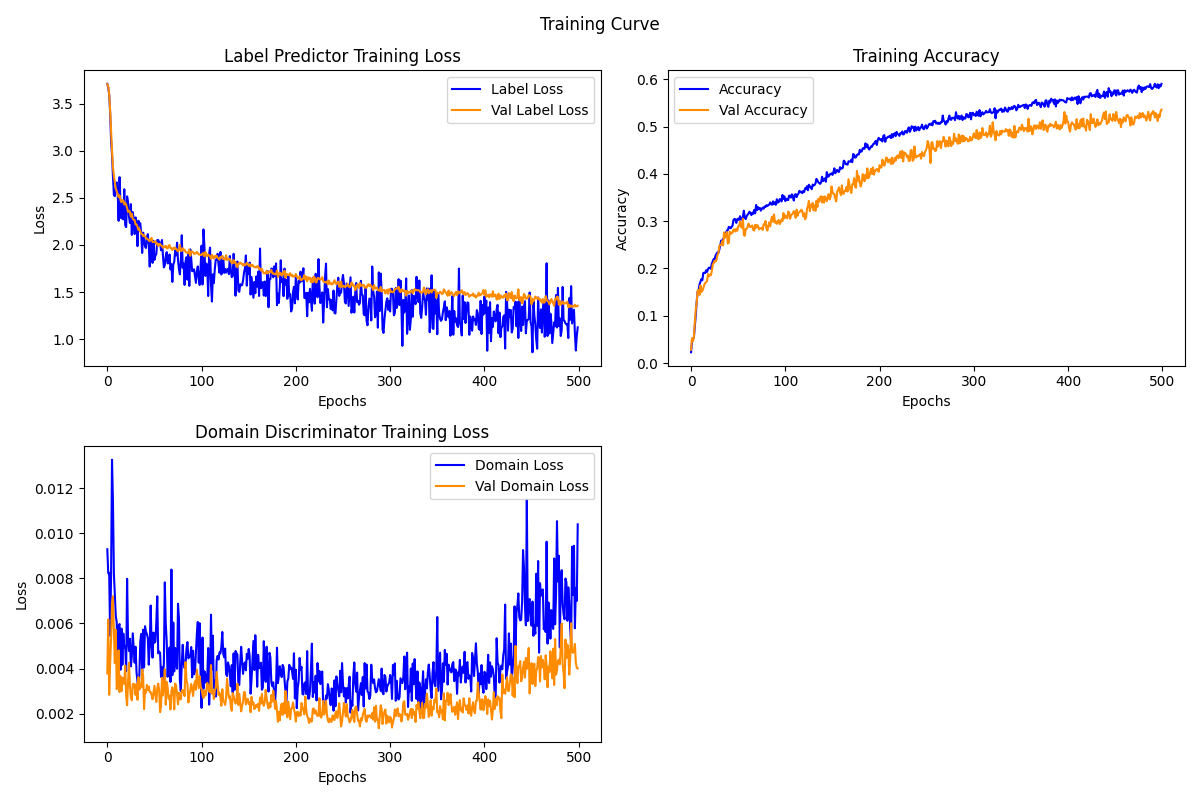 Training Curve
Label Predictor Training Loss
Loss
3.5
3.0
2.5
2.0
1.5
1.0
Label Loss
Val Label Loss
0 100 200 300 400 500
Epochs
Training Accuracy
Accuracy
0.6
0.5
0.4
0.3
0.2
0.1
0.0
Accuracy
Val Accuracy
0 100 200 300 400 500
Epochs
Domain Discriminator Training Loss
Loss
0.012
0.010
0.008
0.006
0.004
0.002
Domain Loss
Val Domain Loss
0 100 200 300 400 500
Epochs